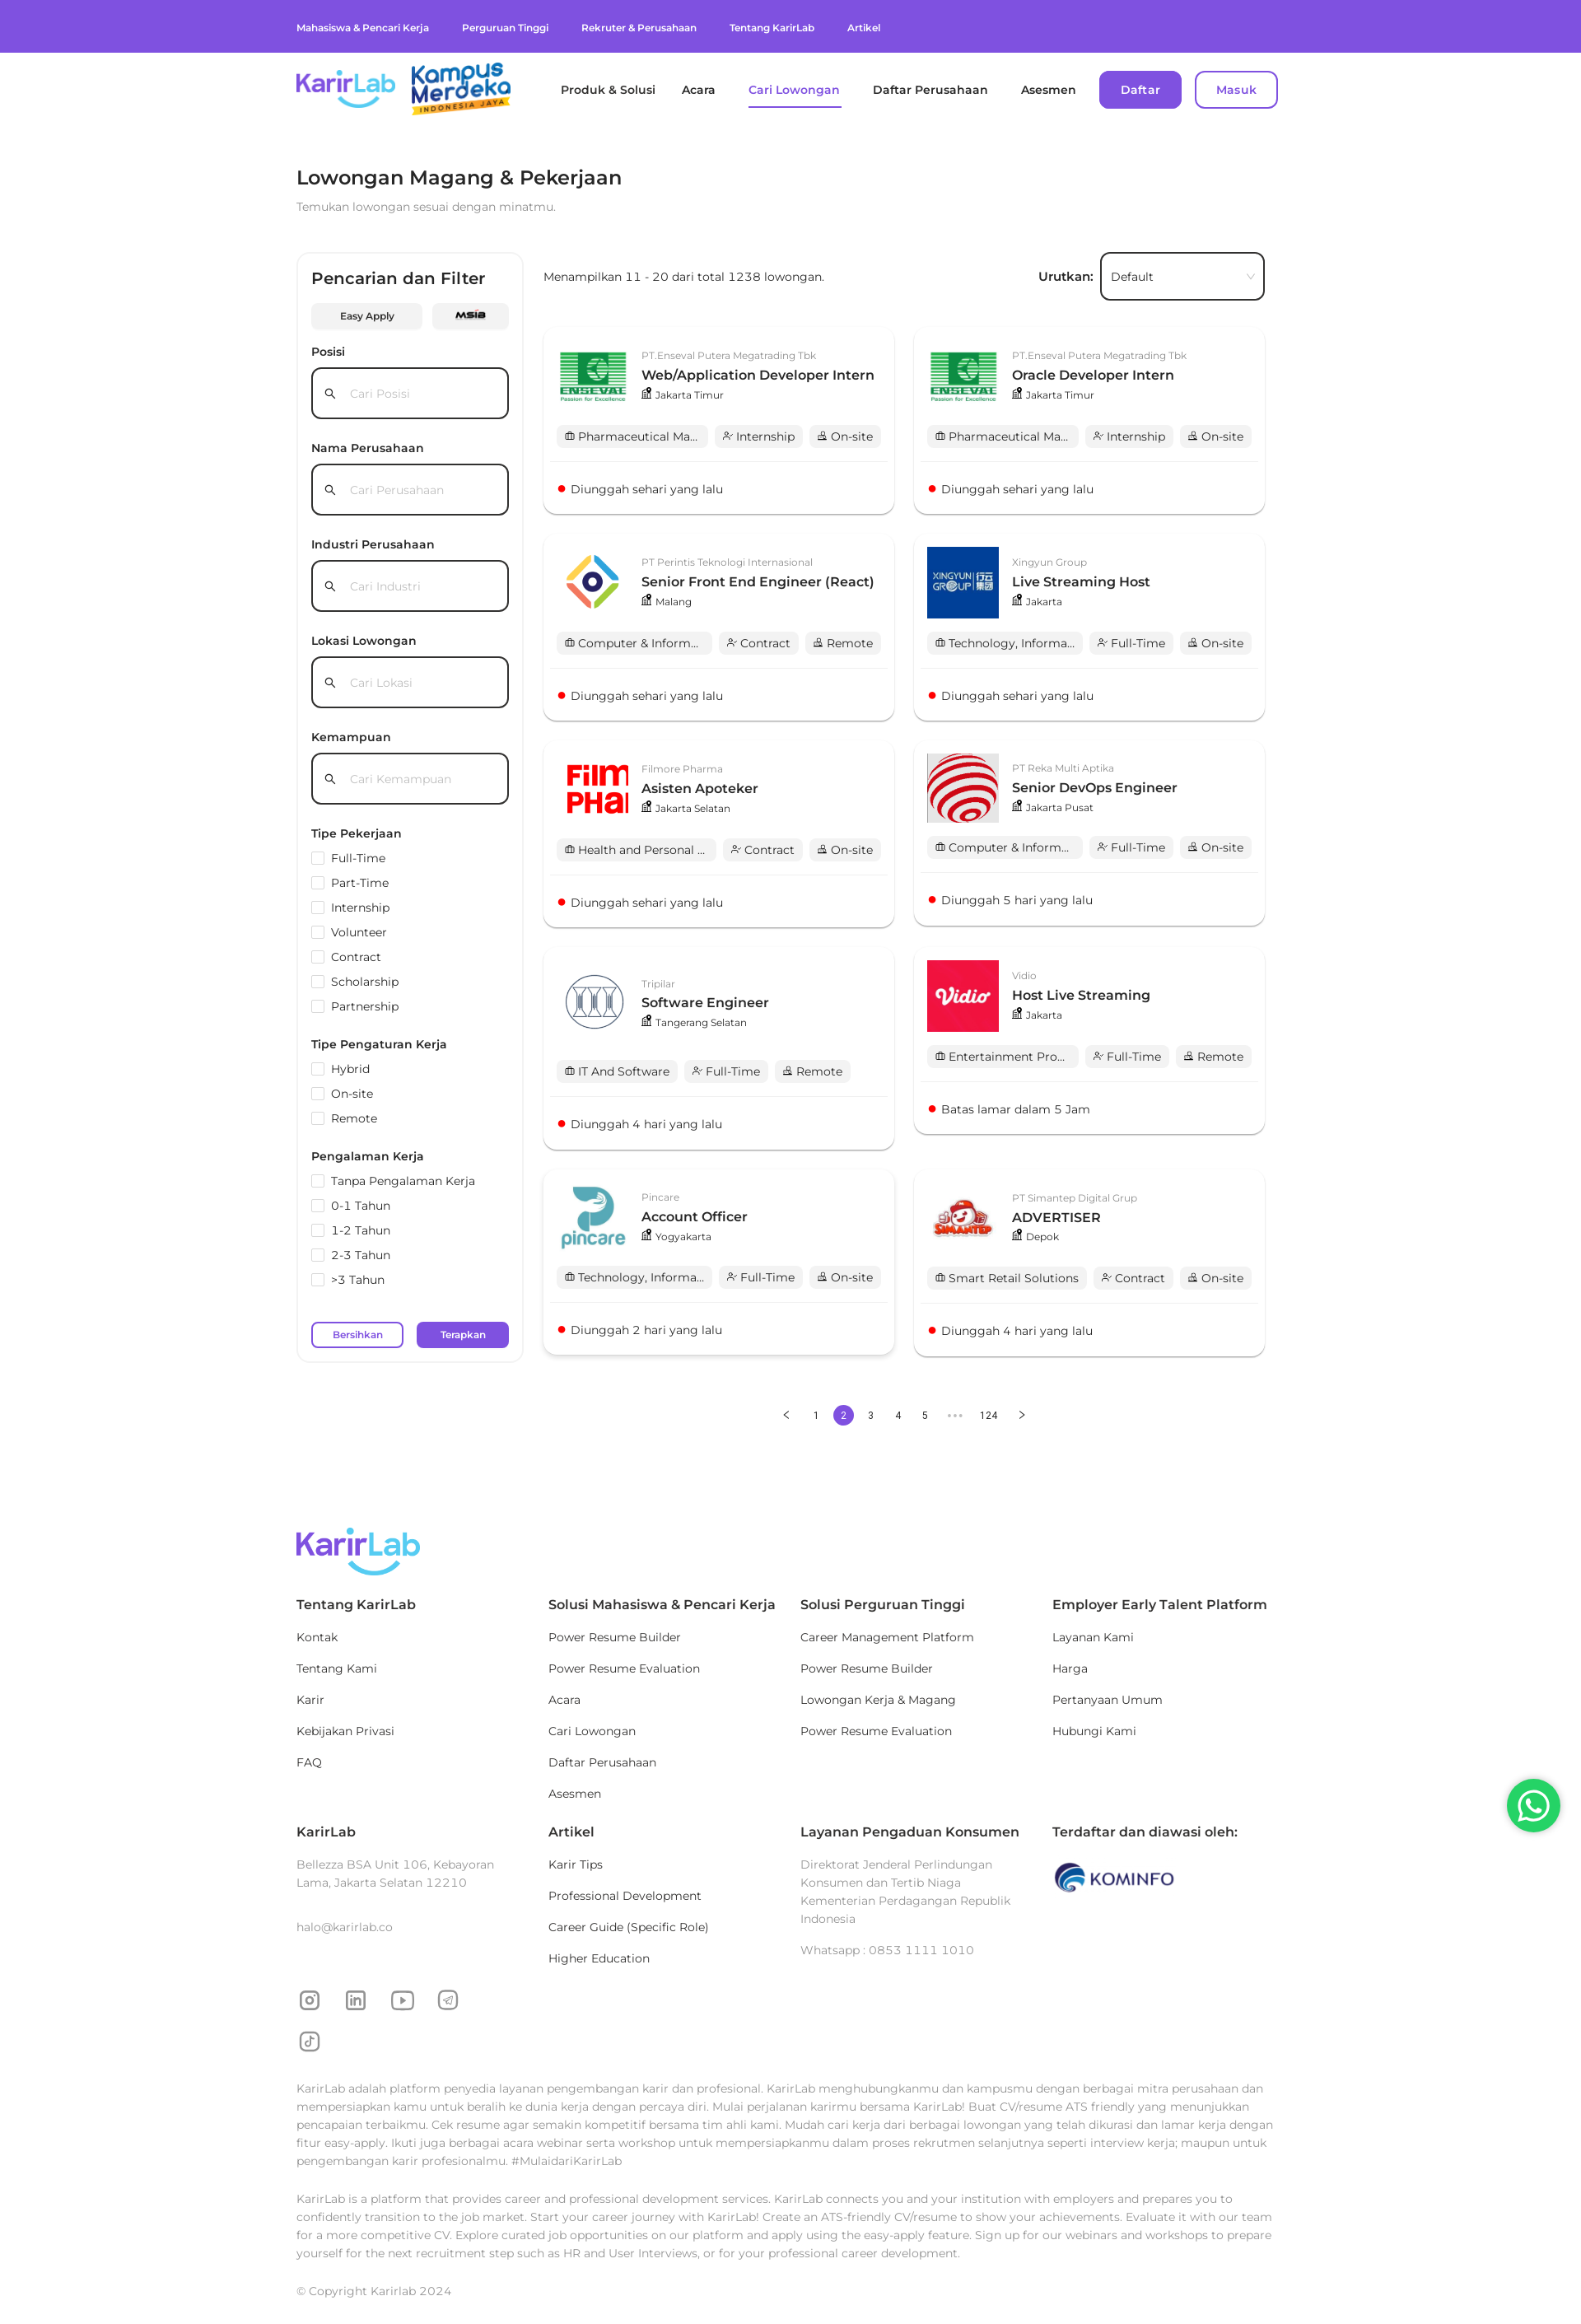 Mahasiswa & Pencari Kerja Perguruan Tinggi Rekruter & Perusahaan Tentang KarirLab Artikel
KarirLab Kampus Merdeka INDONESIA JAYA Produk & Solusi Acara Cari Lowongan Daftar Perusahaan Asesmen Daftar Masuk
Lowongan Magang & Pekerjaan
Temukan lowongan sesuai dengan minatmu.
Pencarian dan Filter
Easy Apply MSIB
Posisi
Cari Posisi
Nama Perusahaan
Cari Perusahaan
Industri Perusahaan
Cari Industri
Lokasi Lowongan
Cari Lokasi
Kemampuan
Cari Kemampuan
Tipe Pekerjaan
Full-Time
Part-Time
Internship
Volunteer
Contract
Scholarship
Partnership
Tipe Pengaturan Kerja
Hybrid
On-site
Remote
Pengalaman Kerja
Tanpa Pengalaman Kerja
0-1 Tahun
1-2 Tahun
2-3 Tahun
>3 Tahun
Bersihkan Terapkan
Menampilkan 11 - 20 dari total 1238 lowongan.
Urutkan: Default
ENSEVAL
Passion for Excellence
PT.Enseval Putera Megatrading Tbk
Web/Application Developer Intern
Jakarta Timur
Pharmaceutical Ma... Internship On-site
Diunggah sehari yang lalu
ENSEVAL
Passion for Excellence
PT.Enseval Putera Megatrading Tbk
Oracle Developer Intern
Jakarta Timur
Pharmaceutical Ma... Internship On-site
Diunggah sehari yang lalu
PT Perintis Teknologi Internasional
Senior Front End Engineer (React)
Malang
Computer & Inform... Contract Remote
Diunggah sehari yang lalu
XINGYUN GROUP 行云集团
Xingyun Group
Live Streaming Host
Jakarta
Technology, Informa... Full-Time On-site
Diunggah sehari yang lalu
Film
PHa
Filmore Pharma
Asisten Apoteker
Jakarta Selatan
Health and Personal ... Contract On-site
Diunggah sehari yang lalu
PT Reka Multi Aptika
Senior DevOps Engineer
Jakarta Pusat
Computer & Inform... Full-Time On-site
Diunggah 5 hari yang lalu
Tripilar
Software Engineer
Tangerang Selatan
IT And Software Full-Time Remote
Diunggah 4 hari yang lalu
Vidio
Vidio
Host Live Streaming
Jakarta
Entertainment Pro... Full-Time Remote
Batas lamar dalam 5 Jam
pincare
Pincare
Account Officer
Yogyakarta
Technology, Informa... Full-Time On-site
Diunggah 2 hari yang lalu
SIMANTEP
PT Simantep Digital Grup
ADVERTISER
Depok
Smart Retail Solutions Contract On-site
Diunggah 4 hari yang lalu
1 2 3 4 5 ••• 124
KarirLab
Tentang KarirLab
Kontak
Tentang Kami
Karir
Kebijakan Privasi
FAQ
Solusi Mahasiswa & Pencari Kerja
Power Resume Builder
Power Resume Evaluation
Acara
Cari Lowongan
Daftar Perusahaan
Asesmen
Solusi Perguruan Tinggi
Career Management Platform
Power Resume Builder
Lowongan Kerja & Magang
Power Resume Evaluation
Employer Early Talent Platform
Layanan Kami
Harga
Pertanyaan Umum
Hubungi Kami
KarirLab
Bellezza BSA Unit 106, Kebayoran
Lama, Jakarta Selatan 12210
halo@karirlab.co
Artikel
Karir Tips
Professional Development
Career Guide (Specific Role)
Higher Education
Layanan Pengaduan Konsumen
Direktorat Jenderal Perlindungan
Konsumen dan Tertib Niaga
Kementerian Perdagangan Republik
Indonesia
Whatsapp : 0853 1111 1010
Terdaftar dan diawasi oleh:
KOMINFO
KarirLab adalah platform penyedia layanan pengembangan karir dan profesional. KarirLab menghubungkanmu dan kampusmu dengan berbagai mitra perusahaan dan
mempersiapkan kamu untuk beralih ke dunia kerja dengan percaya diri. Mulai perjalanan karirmu bersama KarirLab! Buat CV/resume ATS friendly yang menunjukkan
pencapaian terbaikmu. Cek resume agar semakin kompetitif bersama tim ahli kami. Mudah cari kerja dari berbagai lowongan yang telah dikurasi dan lamar kerja dengan
fitur easy-apply. Ikuti juga berbagai acara webinar serta workshop untuk mempersiapkanmu dalam proses rekrutmen selanjutnya seperti interview kerja; maupun untuk
pengembangan karir profesionalmu. #MulaidariKarirLab
KarirLab is a platform that provides career and professional development services. KarirLab connects you and your institution with employers and prepares you to
confidently transition to the job market. Start your career journey with KarirLab! Create an ATS-friendly CV/resume to show your achievements. Evaluate it with our team
for a more competitive CV. Explore curated job opportunities on our platform and apply using the easy-apply feature. Sign up for our webinars and workshops to prepare
yourself for the next recruitment step such as HR and User Interviews, or for your professional career development.
© Copyright Karirlab 2024